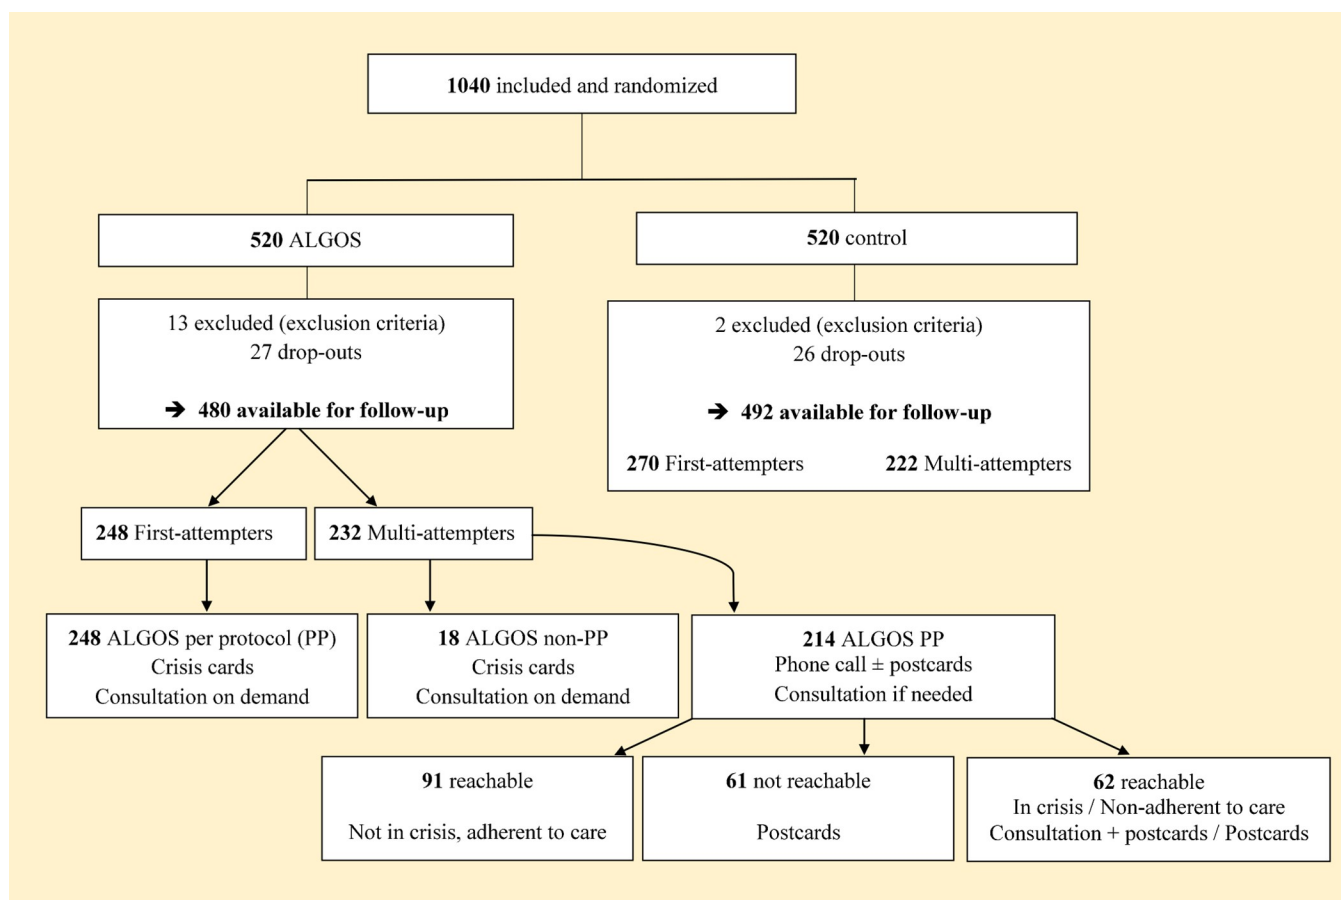 1040 included and randomized
520 ALGOS
520 control
13 excluded (exclusion criteria)
27 drop-outs
➔ 480 available for follow-up
2 excluded (exclusion criteria)
26 drop-outs
➔ 492 available for follow-up
270 First-attempters 222 Multi-attempters
248 First-attempters
232 Multi-attempters
248 ALGOS per protocol (PP)
Crisis cards
Consultation on demand
18 ALGOS non-PP
Crisis cards
Consultation on demand
214 ALGOS PP
Phone call ± postcards
Consultation if needed
91 reachable
Not in crisis, adherent to care
61 not reachable
Postcards
62 reachable
In crisis / Non-adherent to care
Consultation + postcards / Postcards